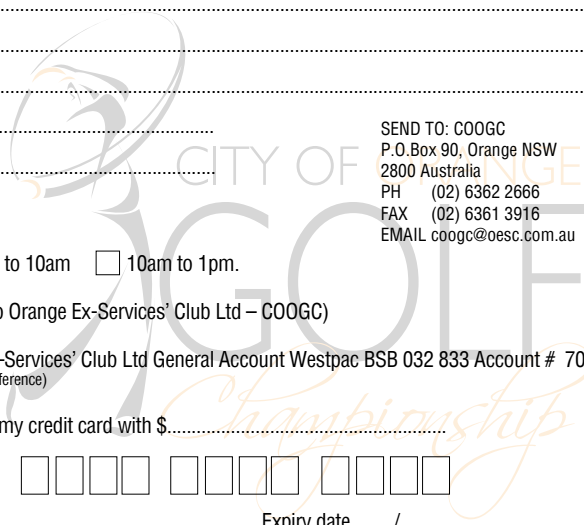 SEND TO: COOGC
P.O.Box 90, Orange NSW
2800 Australia
PH (02) 6362 2666
FAX (02) 6361 3916
EMAIL coogc@oesc.com.au
CITY OF ORANGE
GOLF
Championship
to 10am 10am to 1pm.
o Orange Ex-Services’ Club Ltd – COOGC)
-Services’ Club Ltd General Account Westpac BSB 032 833 Account # 70
ference)
my credit card with $..........................................................
Expiry date /